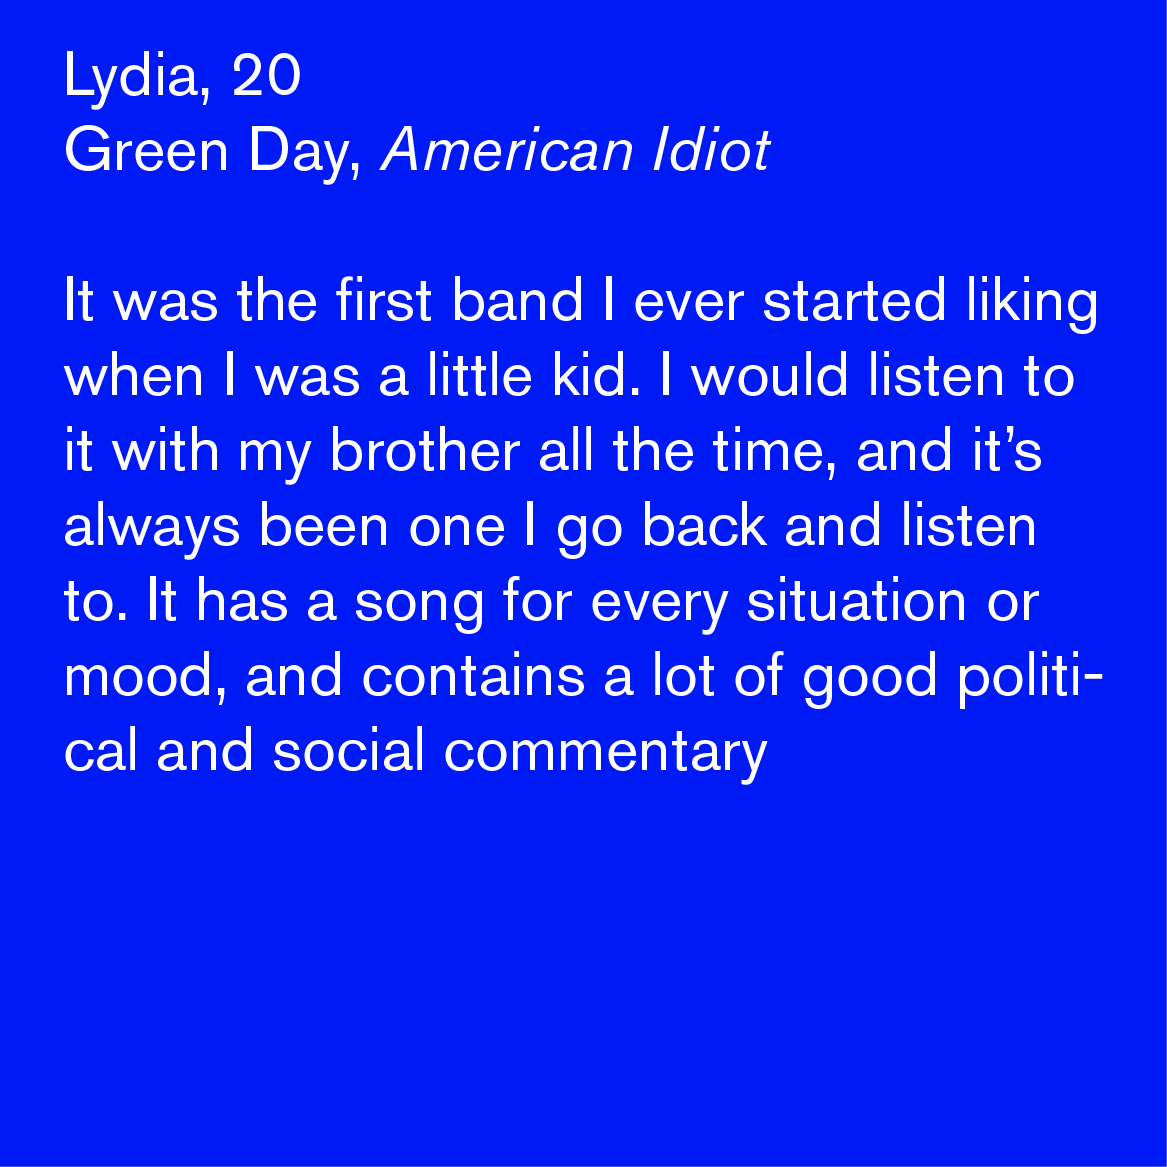 Lydia, 20
Green Day, American Idiot
It was the first band I ever started liking
when I was a little kid. I would listen to
it with my brother all the time, and it’s
always been one I go back and listen
to. It has a song for every situation or
mood, and contains a lot of good politi-
cal and social commentary